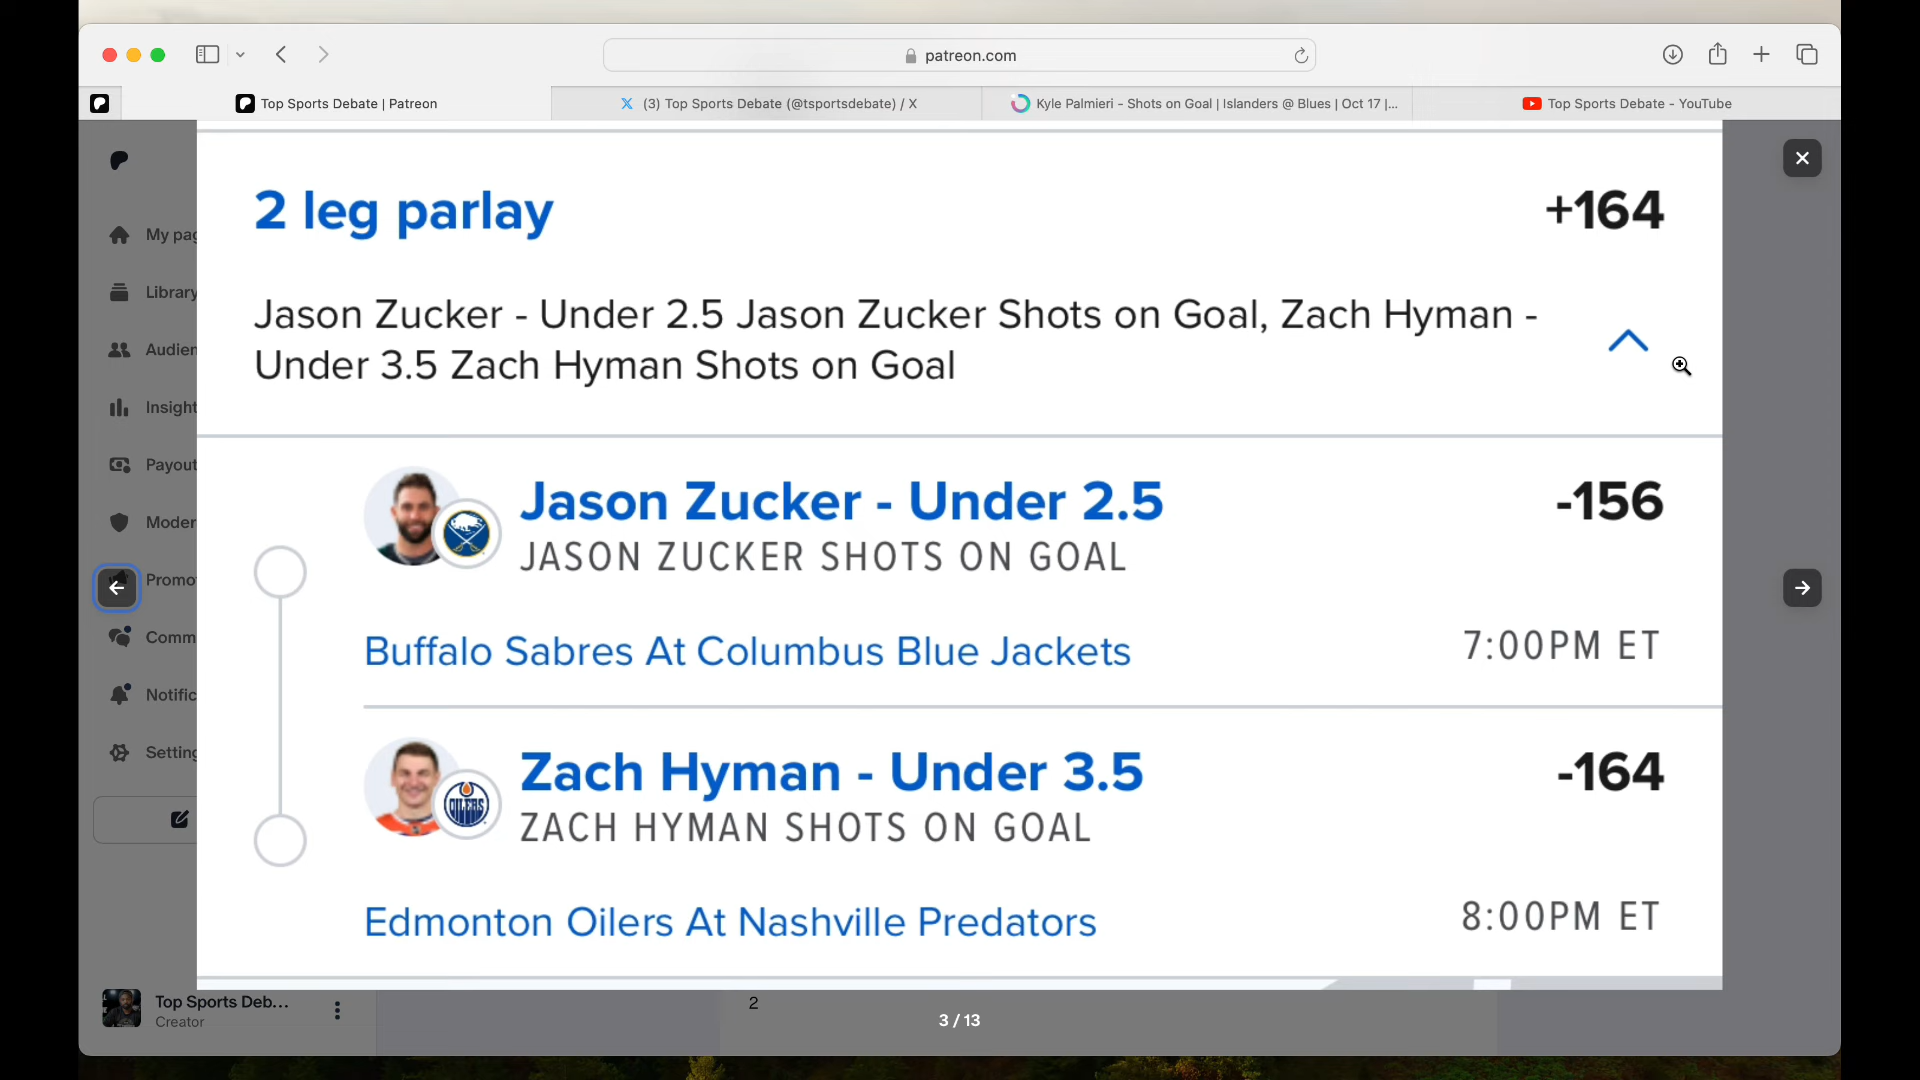 patreon.com
Top Sports Debate | Patreon
(3) Top Sports Debate (@tsportsdebate) / X
Kyle Palmieri - Shots on Goal | Islanders @ Blues | Oct 17 |...
Top Sports Debate - YouTube
My pag
Library
Audien
Insight
Payout
Moder
Promo
Comm
Notific
Setting
2 leg parlay
+164
Jason Zucker - Under 2.5 Jason Zucker Shots on Goal, Zach Hyman -
Under 3.5 Zach Hyman Shots on Goal
Jason Zucker - Under 2.5
-156
JASON ZUCKER SHOTS ON GOAL
Buffalo Sabres At Columbus Blue Jackets
7:00PM ET
Zach Hyman - Under 3.5
-164
OILERS
ZACH HYMAN SHOTS ON GOAL
Edmonton Oilers At Nashville Predators
8:00PM ET
Top Sports Deb...
Creator
2
3 / 13